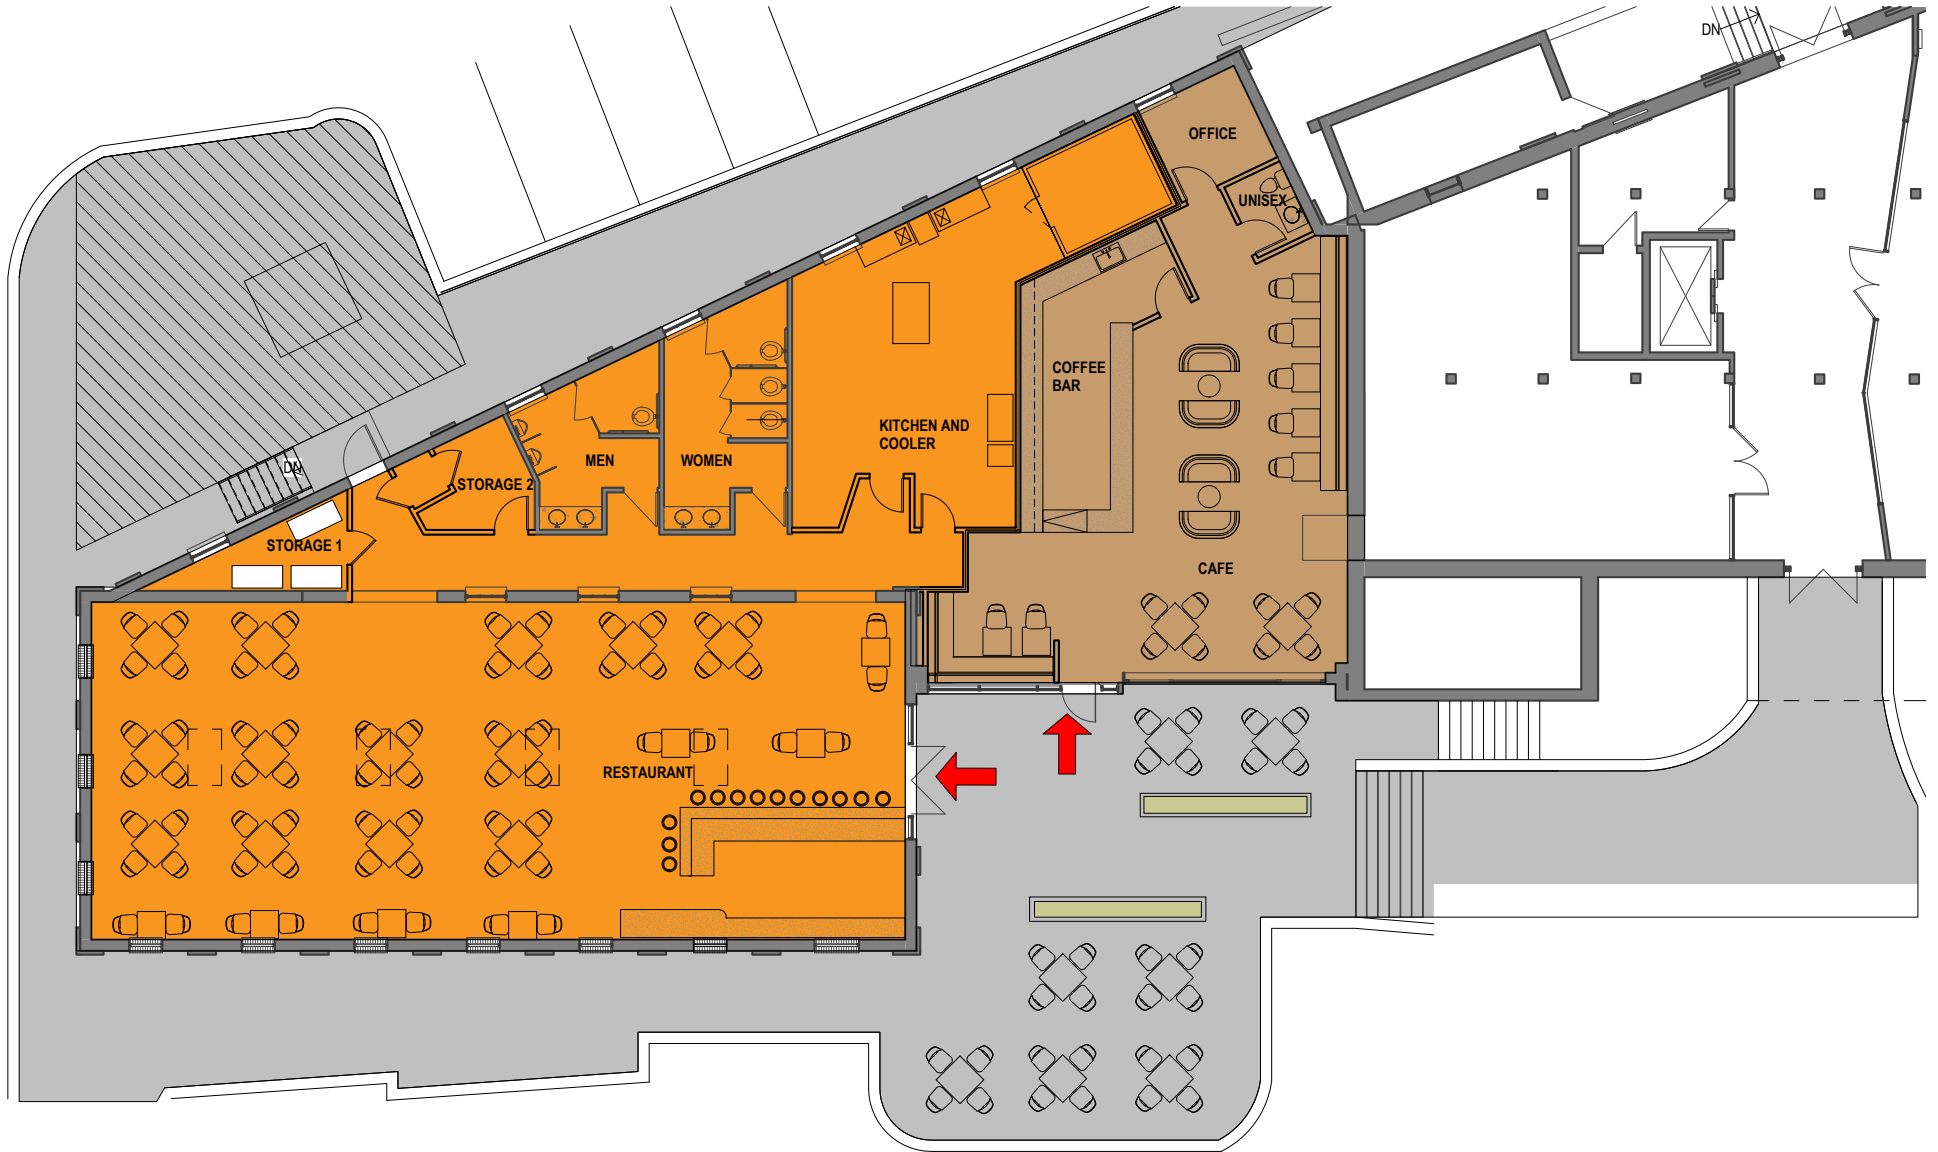 DN
OFFICE
UNISEX
COFFEE
BAR
KITCHEN AND
COOLER
MEN
WOMEN
DN
STORAGE 2
STORAGE 1
CAFE
RESTAURANT